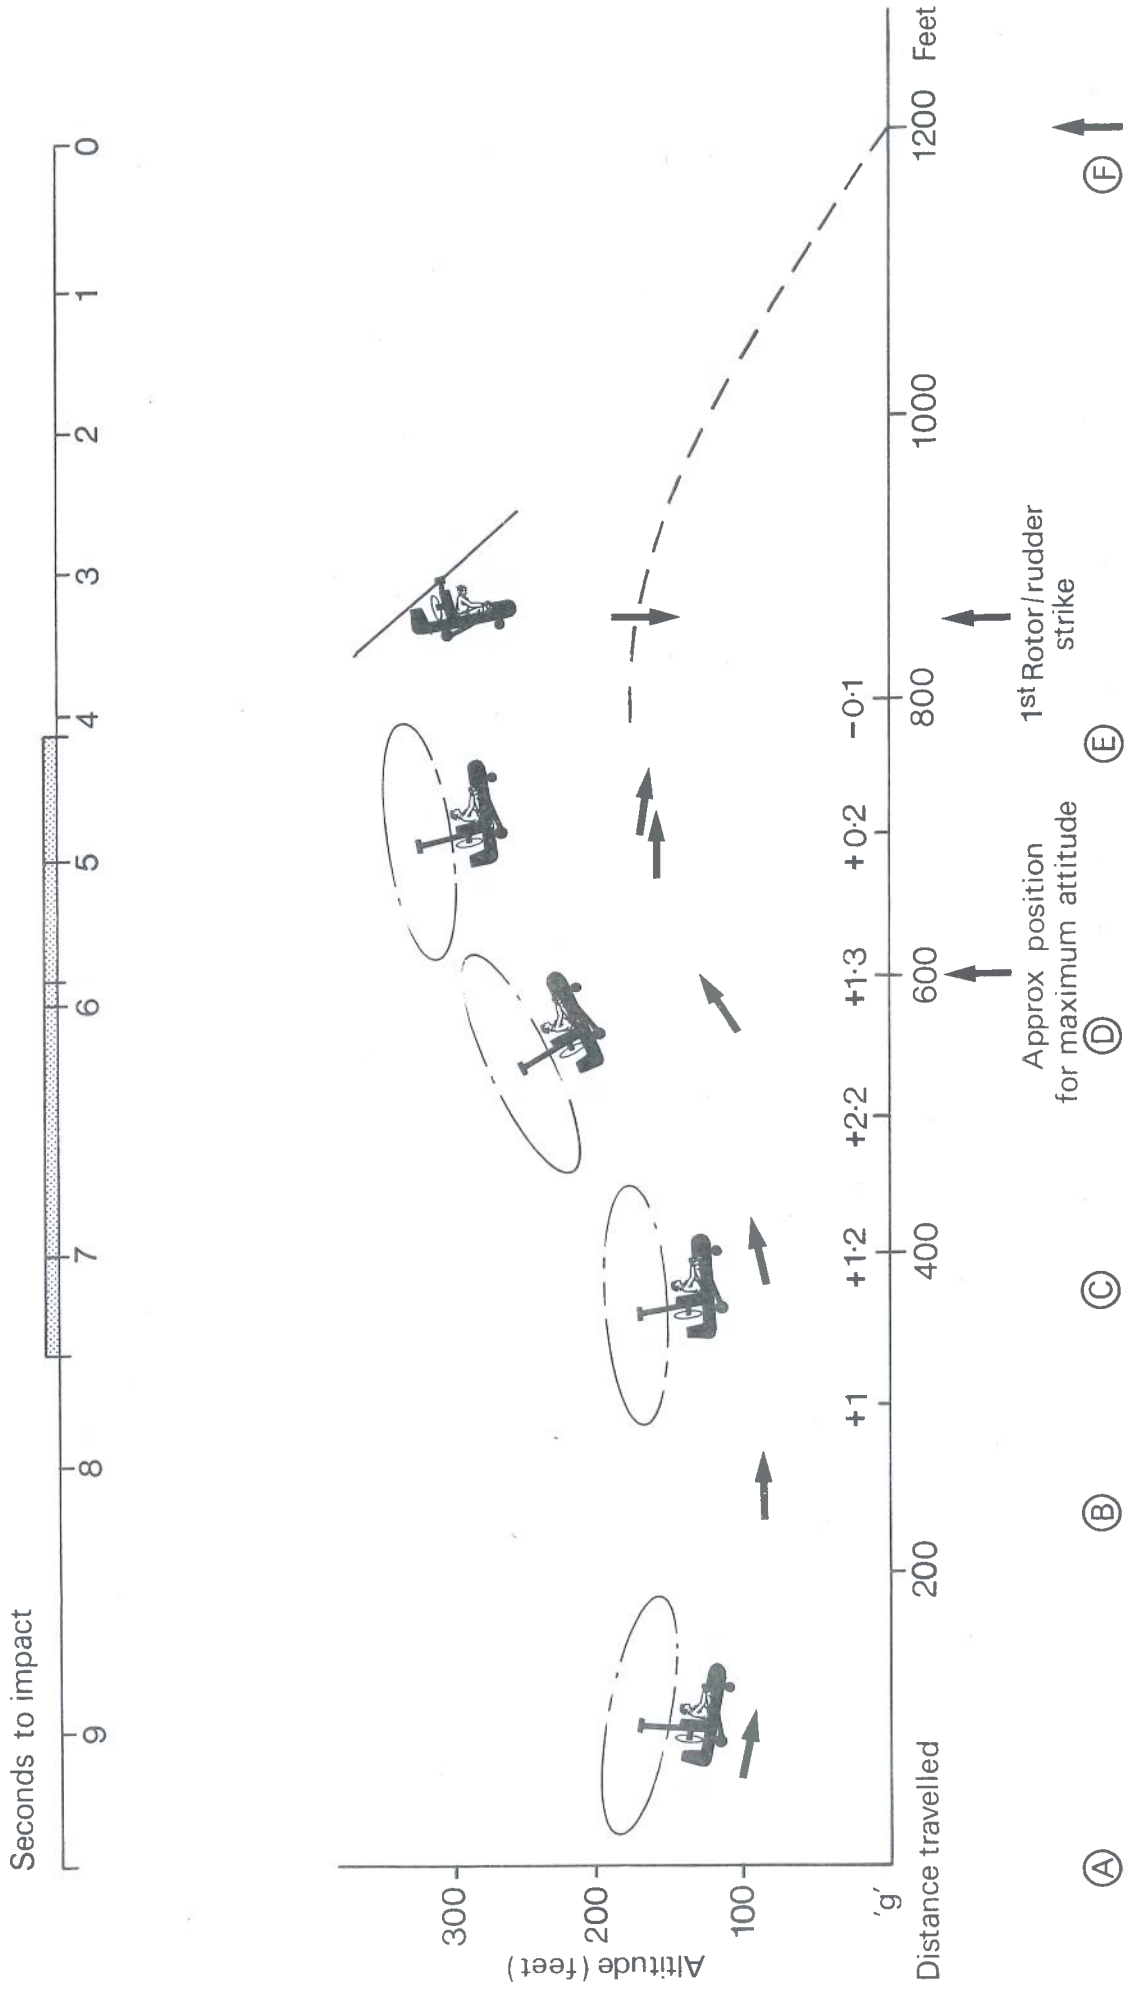 Seconds to impact
9
8
7
6
5
4
3
2
1
0
Altitude (feet)
300
200
100
'g'
+1
+1·2
+2·2
+1·3
+0·2
−0·1
Distance travelled
200
400
600
800
1000
1200
Feet
Approx position
for maximum attitude
1st Rotor/rudder
strike
A
B
C
D
E
F